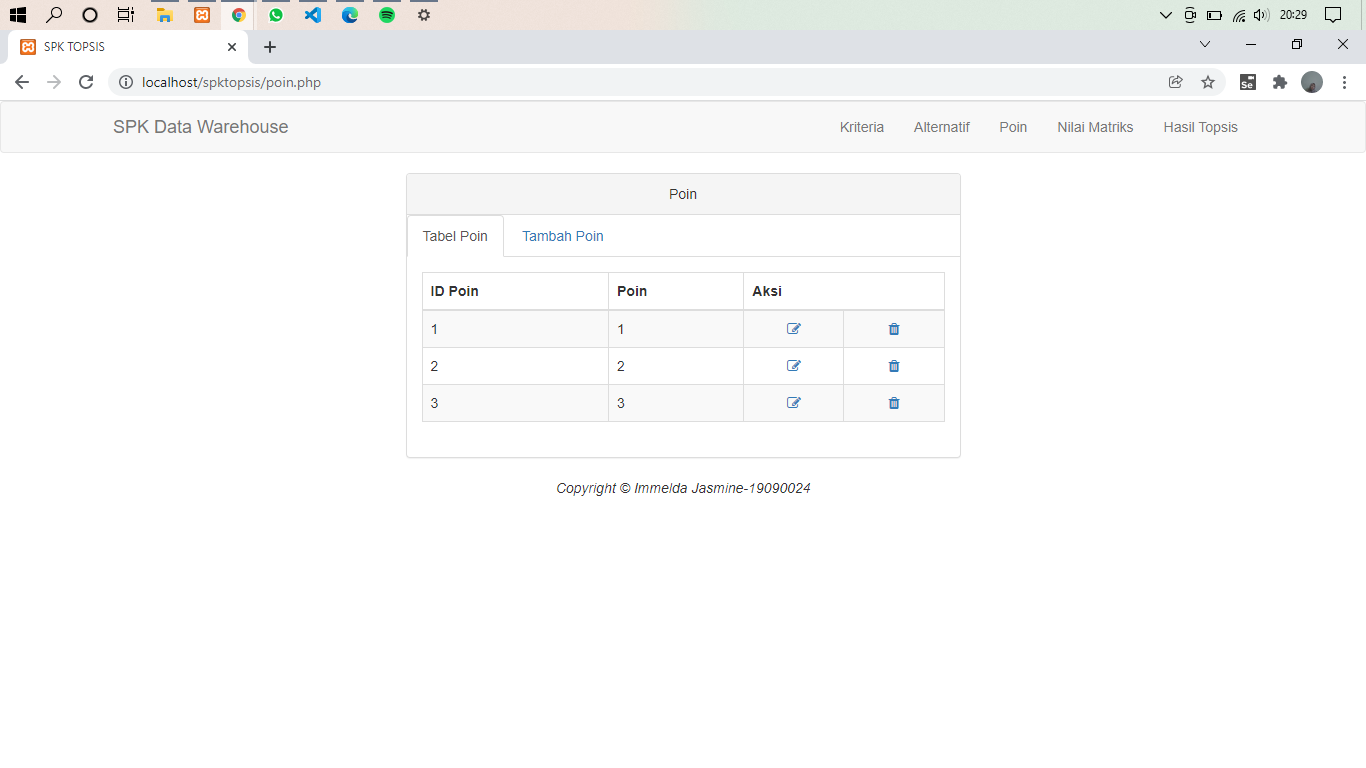 20:29
SPK TOPSIS
localhost/spktopsis/poin.php
Se
SPK Data Warehouse Kriteria Alternatif Poin Nilai Matriks Hasil Topsis
Poin
Tabel Poin Tambah Poin
ID Poin Poin Aksi
1 1
2 2
3 3
Copyright © Immelda Jasmine-19090024